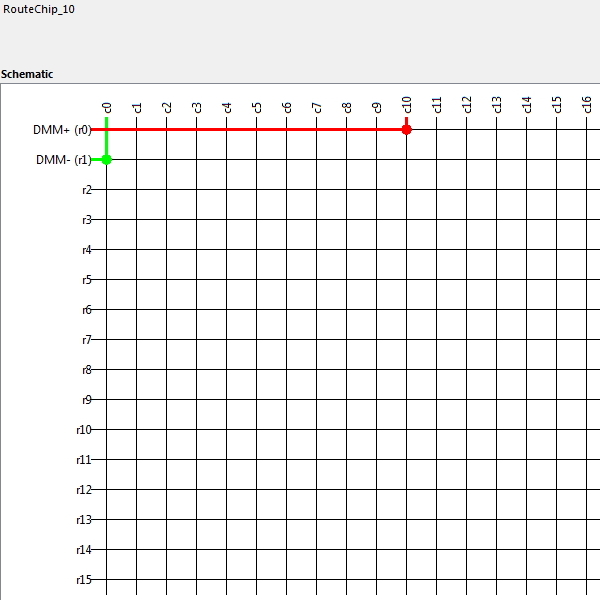 RouteChip_10
Schematic
c0 c1 c2 c3 c4 c5 c6 c7 c8 c9 c10 c11 c12 c13 c14 c15 c16
DMM+ (r0)
DMM- (r1)
r2
r3
r4
r5
r6
r7
r8
r9
r10
r11
r12
r13
r14
r15